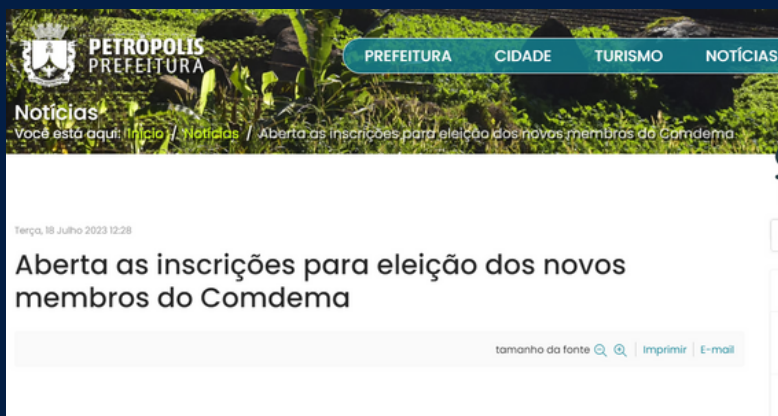 PETRÓPOLIS
PREFEITURA
PREFEITURA CIDADE TURISMO NOTÍCIAS
Notícias
Você está aqui: Início / Notícias / Aberta as inscrições para eleição dos novos membros do Comdema
Terça, 18 Julho 2023 12:28
Aberta as inscrições para eleição dos novos
membros do Comdema
tamanho da fonte Imprimir E-mail